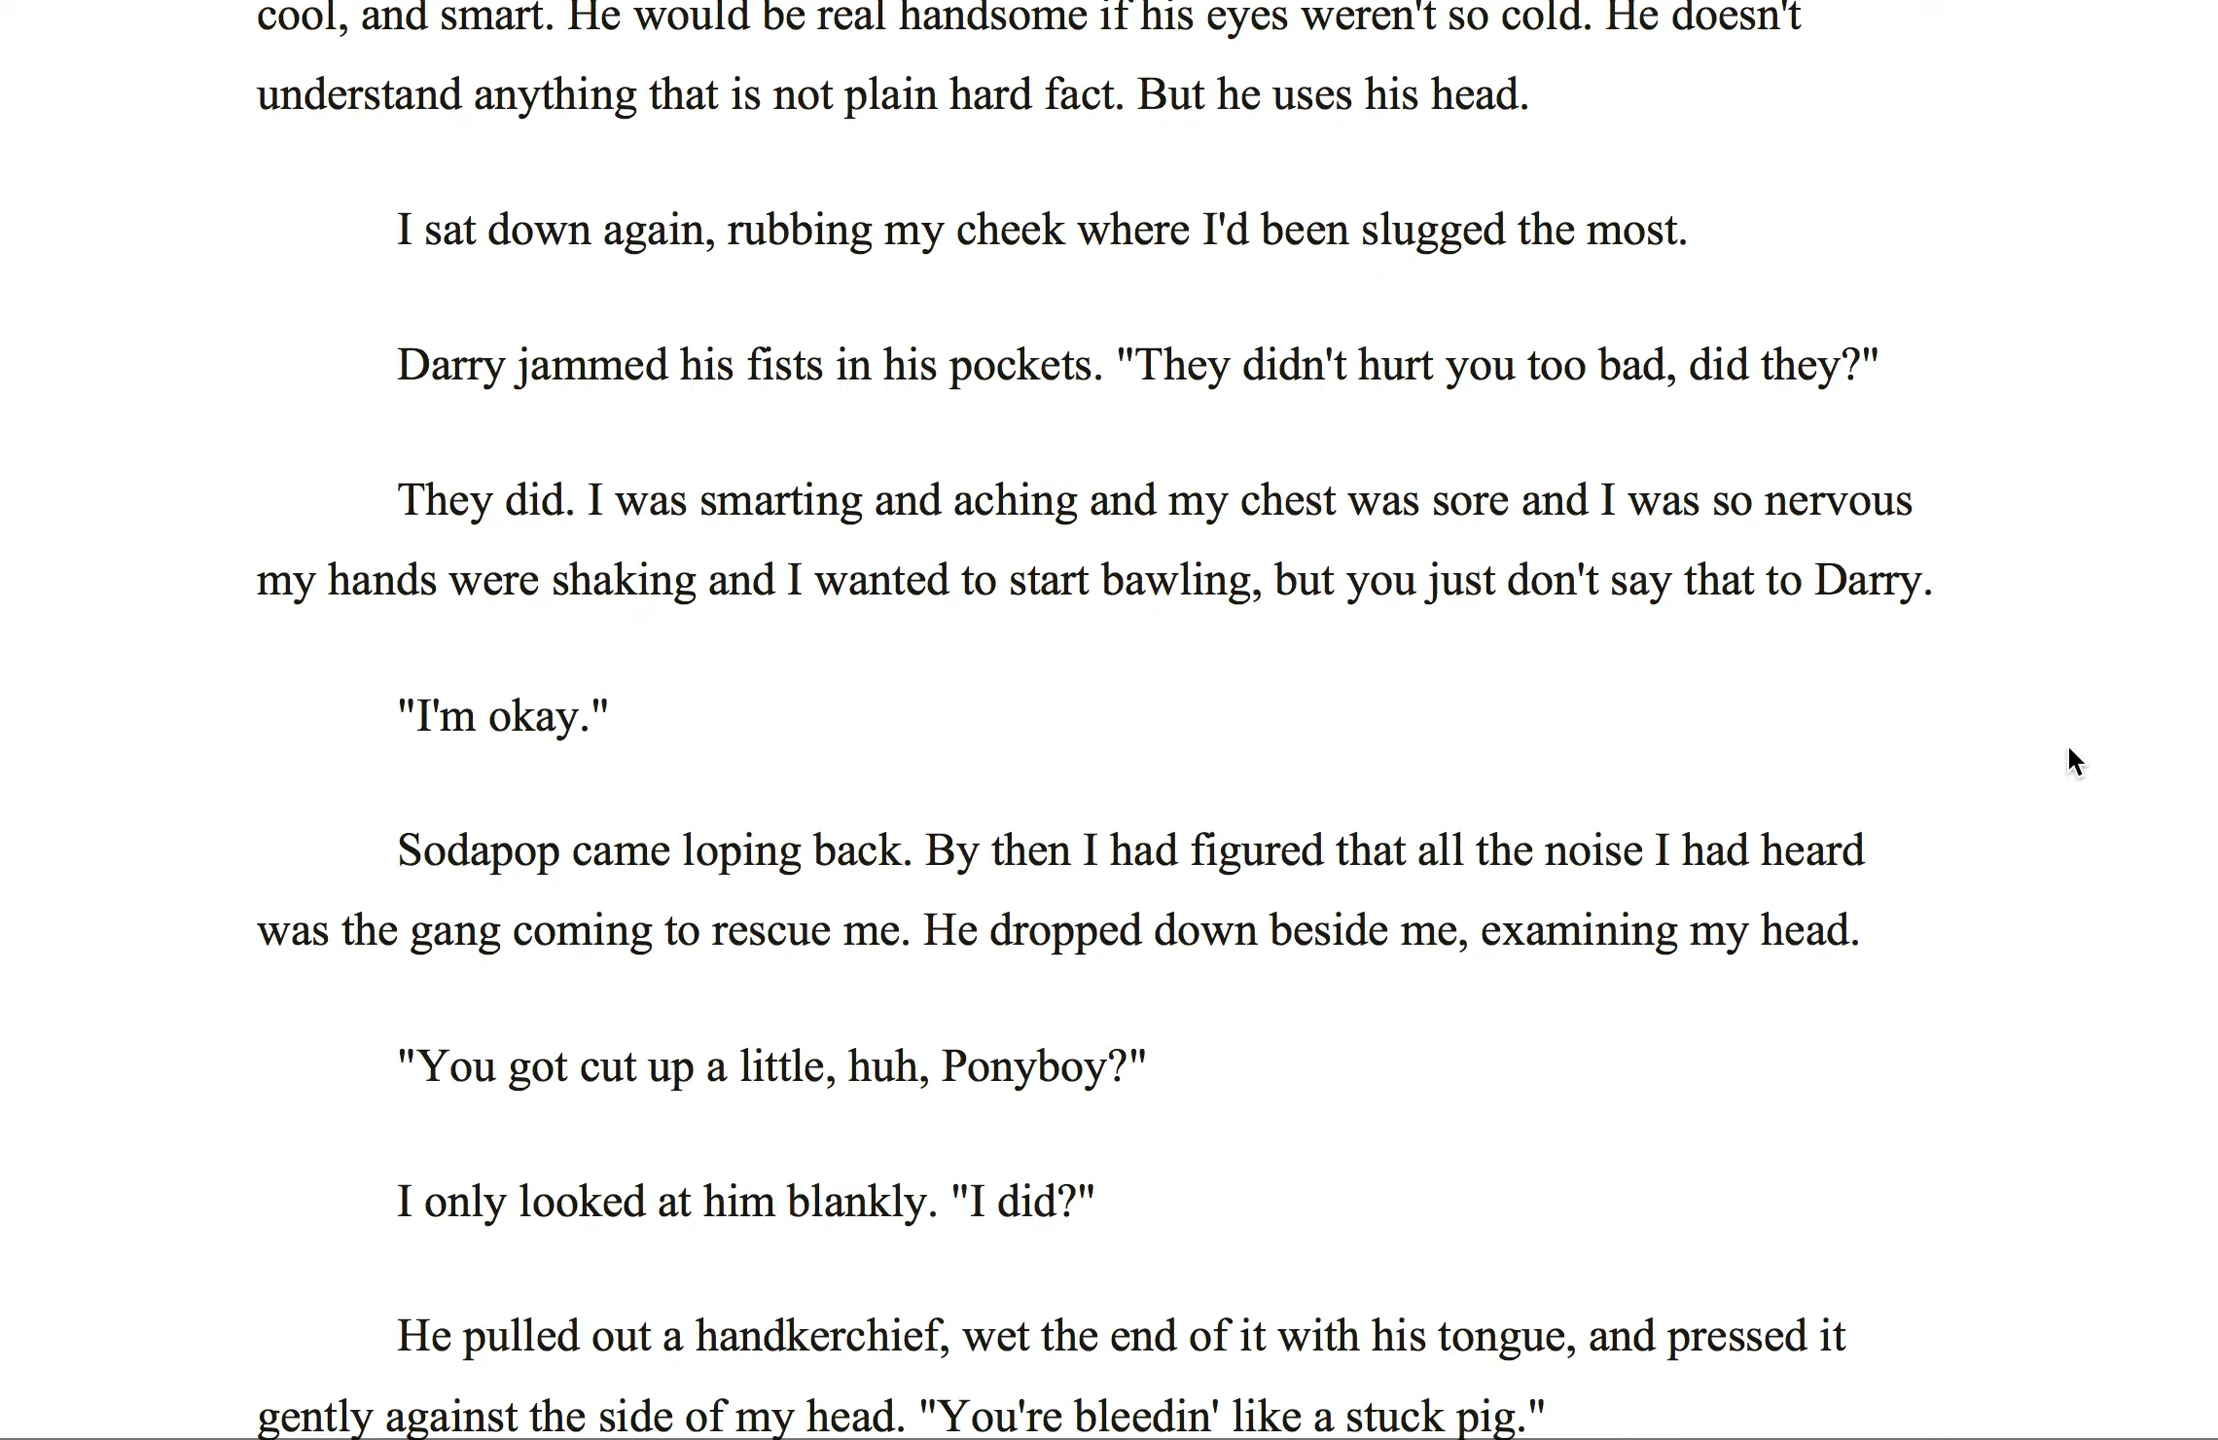 cool, and smart. He would be real handsome if his eyes weren't so cold. He doesn't
understand anything that is not plain hard fact. But he uses his head.
I sat down again, rubbing my cheek where I'd been slugged the most.
Darry jammed his fists in his pockets. "They didn't hurt you too bad, did they?"
They did. I was smarting and aching and my chest was sore and I was so nervous
my hands were shaking and I wanted to start bawling, but you just don't say that to Darry.
"I'm okay."
Sodapop came loping back. By then I had figured that all the noise I had heard
was the gang coming to rescue me. He dropped down beside me, examining my head.
"You got cut up a little, huh, Ponyboy?"
I only looked at him blankly. "I did?"
He pulled out a handkerchief, wet the end of it with his tongue, and pressed it
gently against the side of my head. "You're bleedin' like a stuck pig."